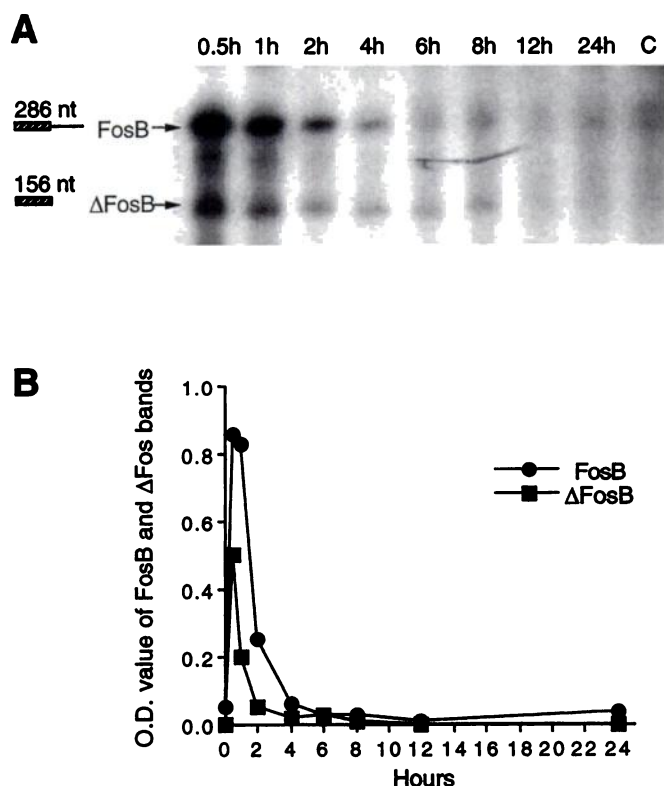 A
0.5h 1h 2h 4h 6h 8h 12h 24h C
286 nt
FosB
156 nt
ΔFosB
B
O.D. value of FosB and ΔFos bands
1.0
0.8
0.6
0.4
0.2
0.0
FosB
ΔFosB
0 2 4 6 8 10 12 14 16 18 20 22 24
Hours